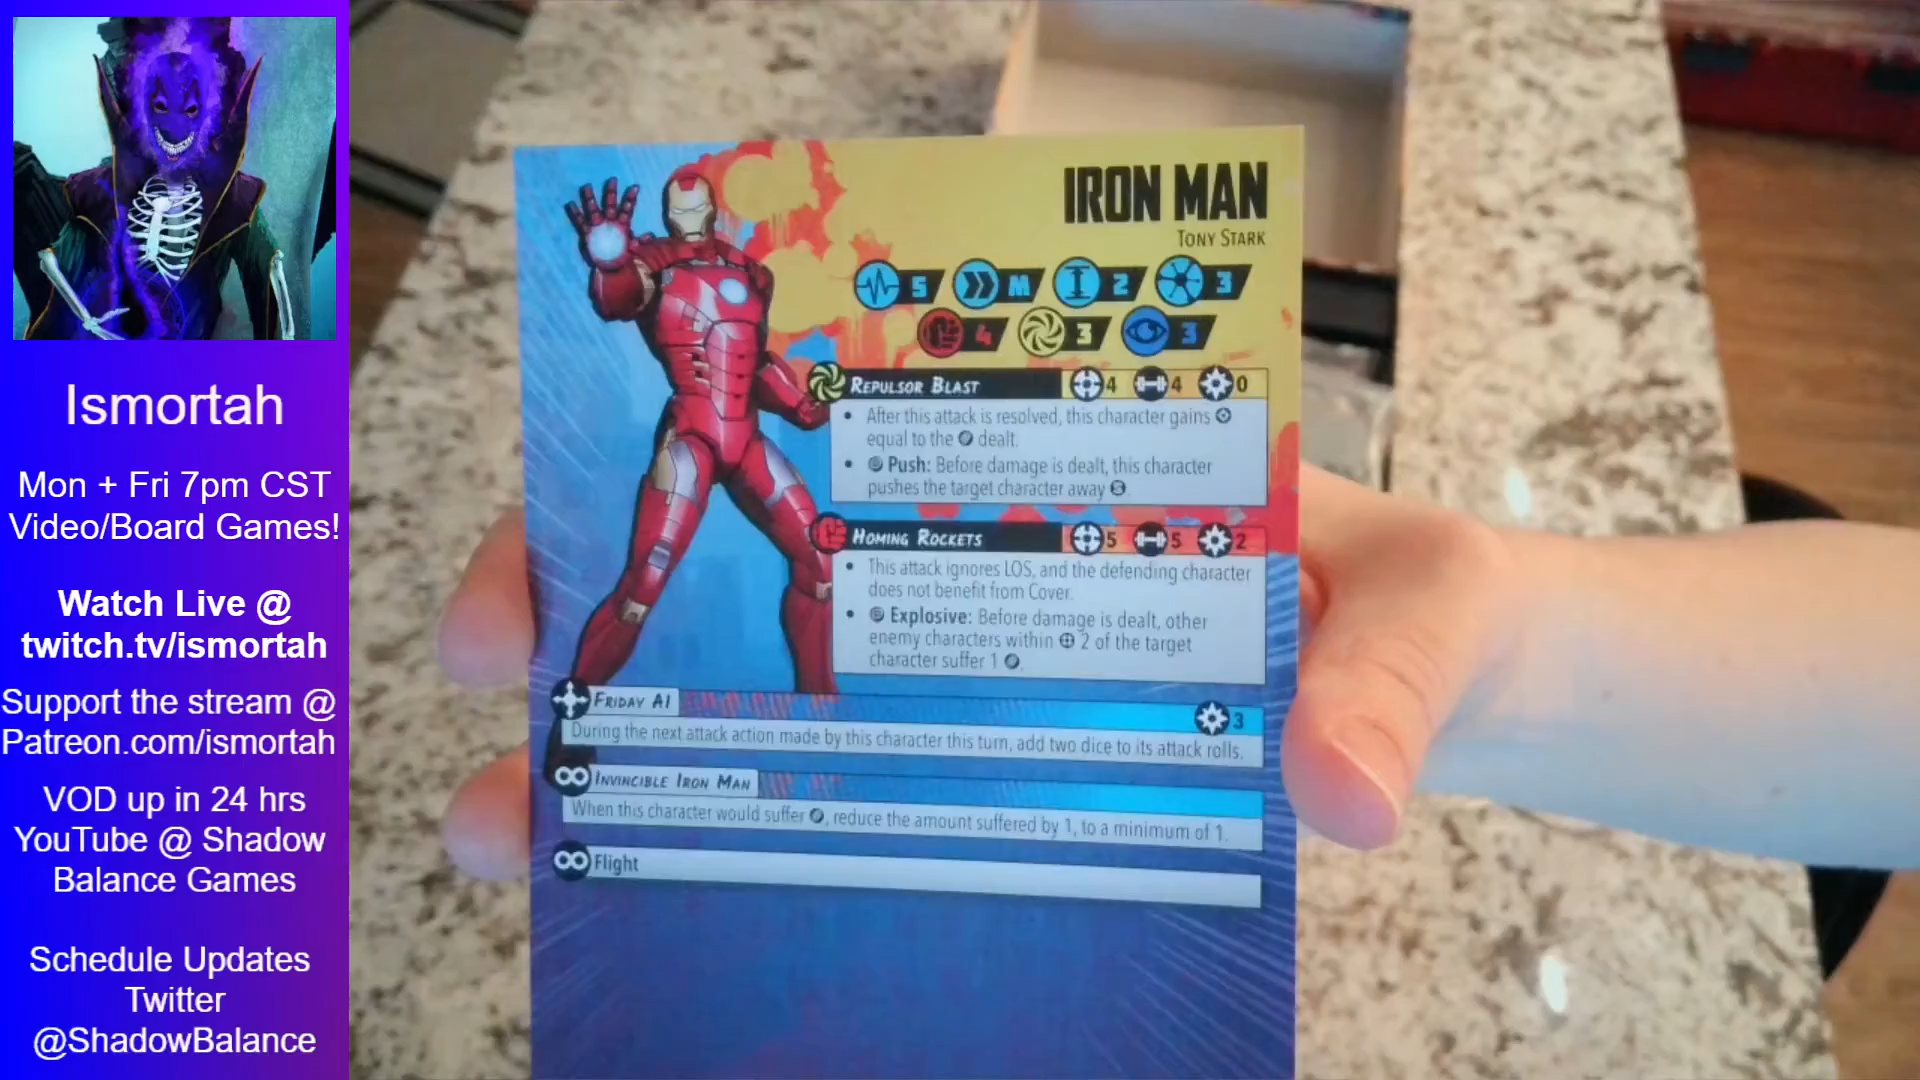 Ismortah
Mon + Fri 7pm CST
Video/Board Games!
Watch Live @
twitch.tv/ismortah
Support the stream @
Patreon.com/ismortah
VOD up in 24 hrs
YouTube @ Shadow
Balance Games
Schedule Updates
Twitter
@ShadowBalance
IRON MAN
TONY STARK
5 M 2 3
4 3 3
REPULSOR BLAST 4 4 0
• After this attack is resolved, this character gains
equal to the dealt.
• Push: Before damage is dealt, this character
pushes the target character away S.
HOMING ROCKETS 5 5 2
• This attack ignores LOS, and the defending character
does not benefit from Cover.
• Explosive: Before damage is dealt, other
enemy characters within 2 of the target
character suffer 1
FRIDAY AI 3
During the next attack action made by this character this turn, add two dice to its attack rolls.
INVINCIBLE IRON MAN
When this character would suffer , reduce the amount suffered by 1, to a minimum of 1.
Flight